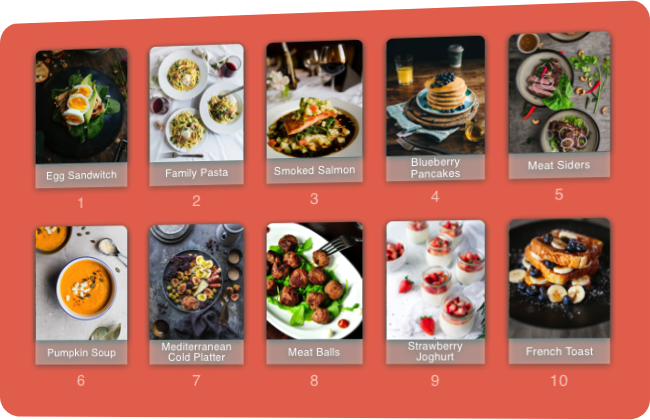 Egg Sandwitch
Family Pasta
Smoked Salmon
Blueberry
Pancakes
Meat Siders
1
2
3
4
5
Pumpkin Soup
Mediterranean
Cold Platter
Meat Balls
Strawberry
Joghurt
French Toast
6
7
8
9
10